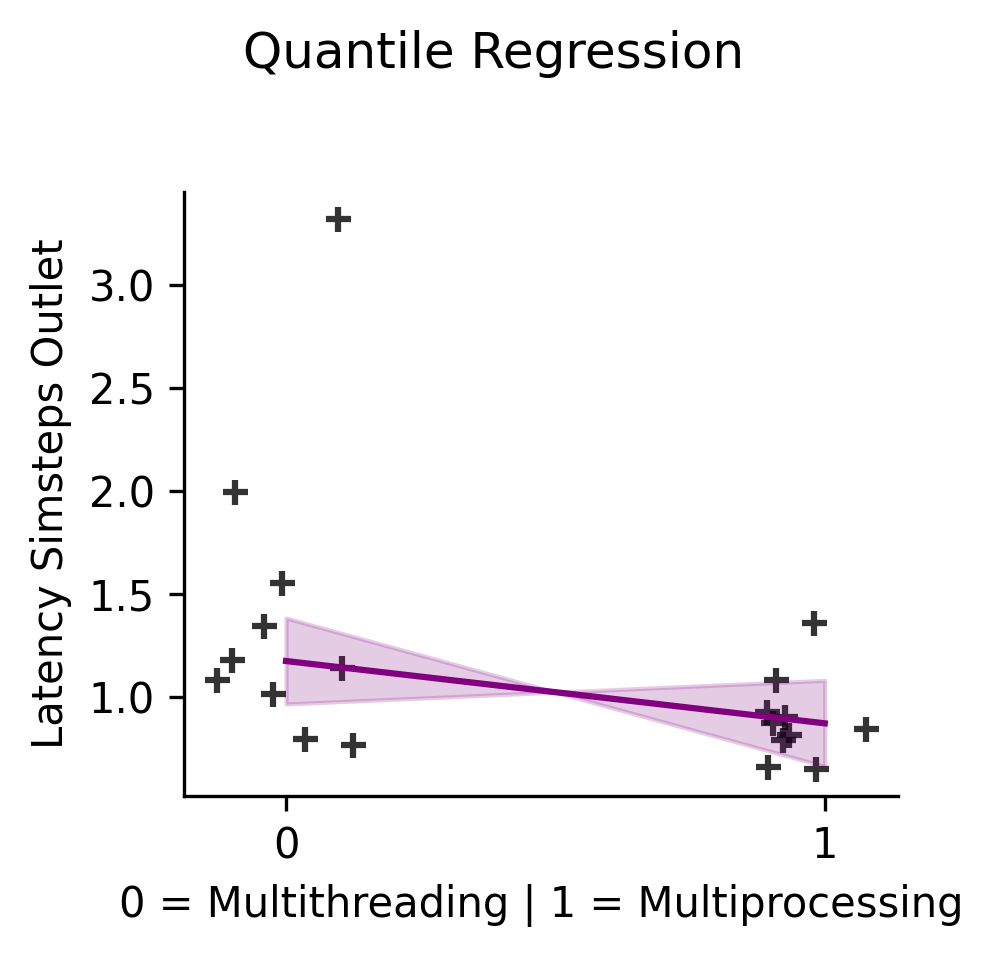 Quantile Regression
Latency Simsteps Outlet
3.0
2.5
2.0
1.5
1.0
0 1
0 = Multithreading | 1 = Multiprocessing